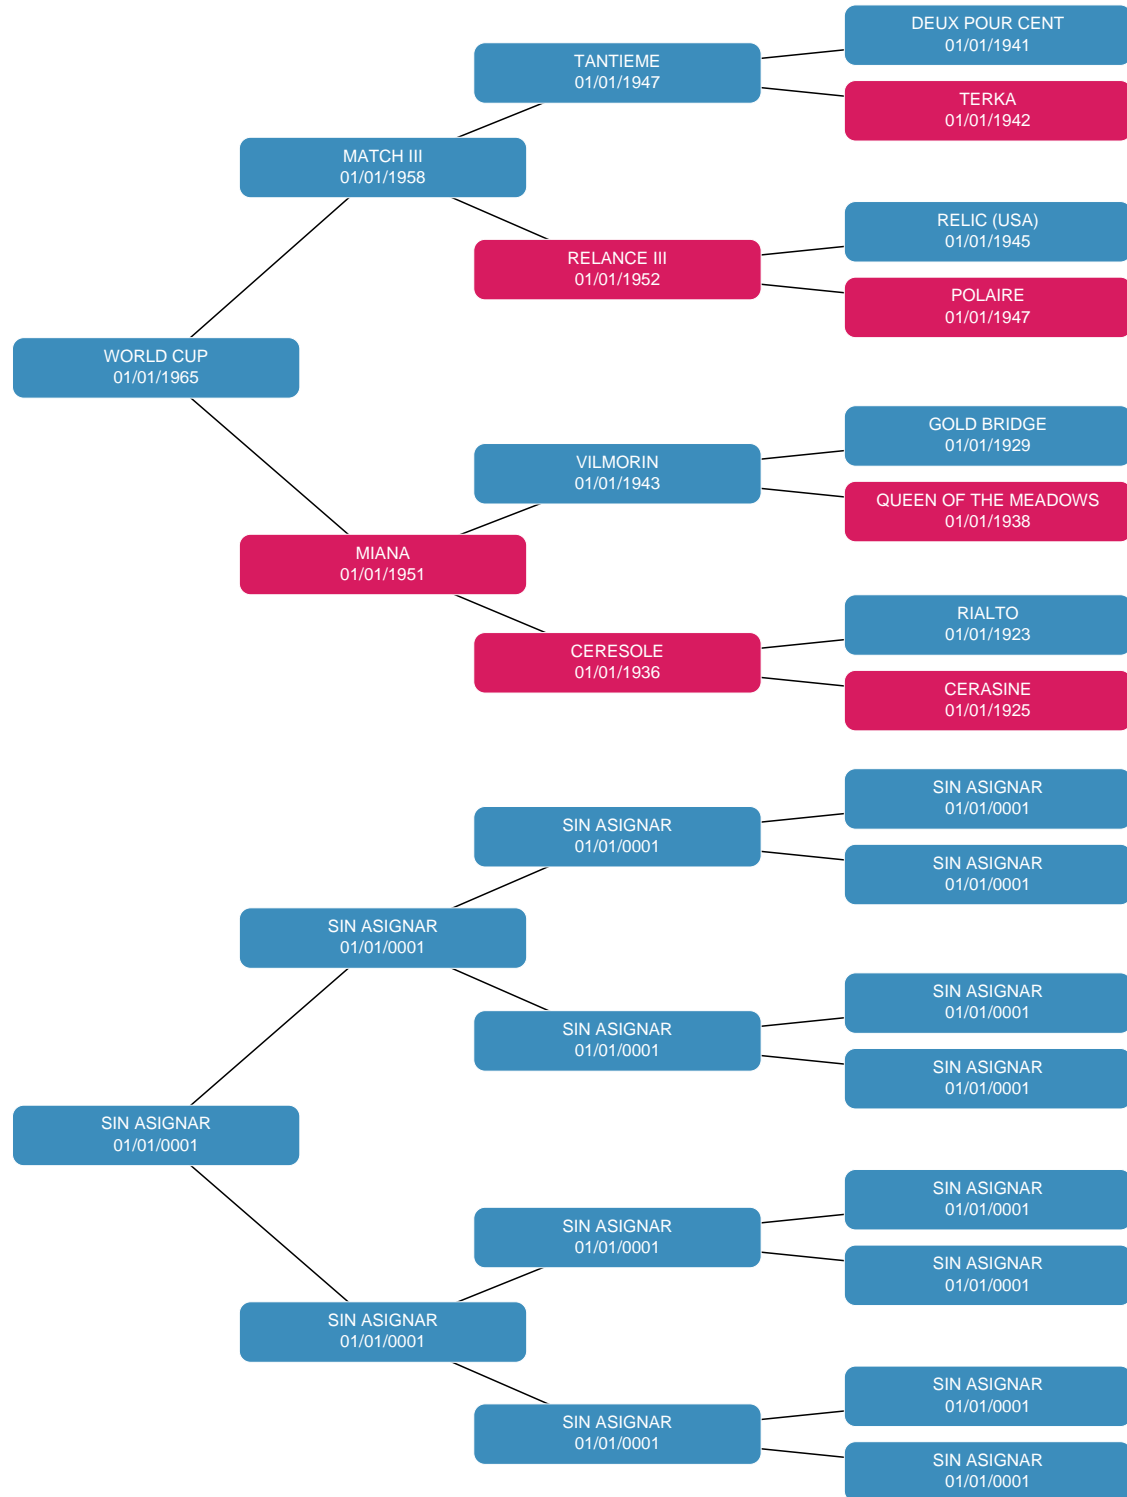 DEUX POUR CENT
01/01/1941
TANTIEME
01/01/1947
TERKA
01/01/1942
MATCH III
01/01/1958
RELIC (USA)
01/01/1945
RELANCE III
01/01/1952
POLAIRE
01/01/1947
WORLD CUP
01/01/1965
GOLD BRIDGE
01/01/1929
VILMORIN
01/01/1943
QUEEN OF THE MEADOWS
01/01/1938
MIANA
01/01/1951
RIALTO
01/01/1923
CERESOLE
01/01/1936
CERASINE
01/01/1925
SIN ASIGNAR
01/01/0001
SIN ASIGNAR
01/01/0001
SIN ASIGNAR
01/01/0001
SIN ASIGNAR
01/01/0001
SIN ASIGNAR
01/01/0001
SIN ASIGNAR
01/01/0001
SIN ASIGNAR
01/01/0001
SIN ASIGNAR
01/01/0001
SIN ASIGNAR
01/01/0001
SIN ASIGNAR
01/01/0001
SIN ASIGNAR
01/01/0001
SIN ASIGNAR
01/01/0001
SIN ASIGNAR
01/01/0001
SIN ASIGNAR
01/01/0001
SIN ASIGNAR
01/01/0001